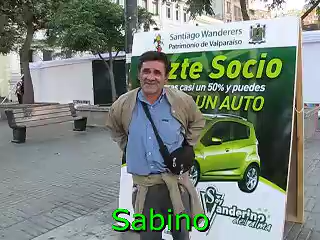 Santiago Wanderers
Patrimonio de Valparaíso
zte Socio
casi un 50% y puedes
UN AUTO
Wanderino
Sabino